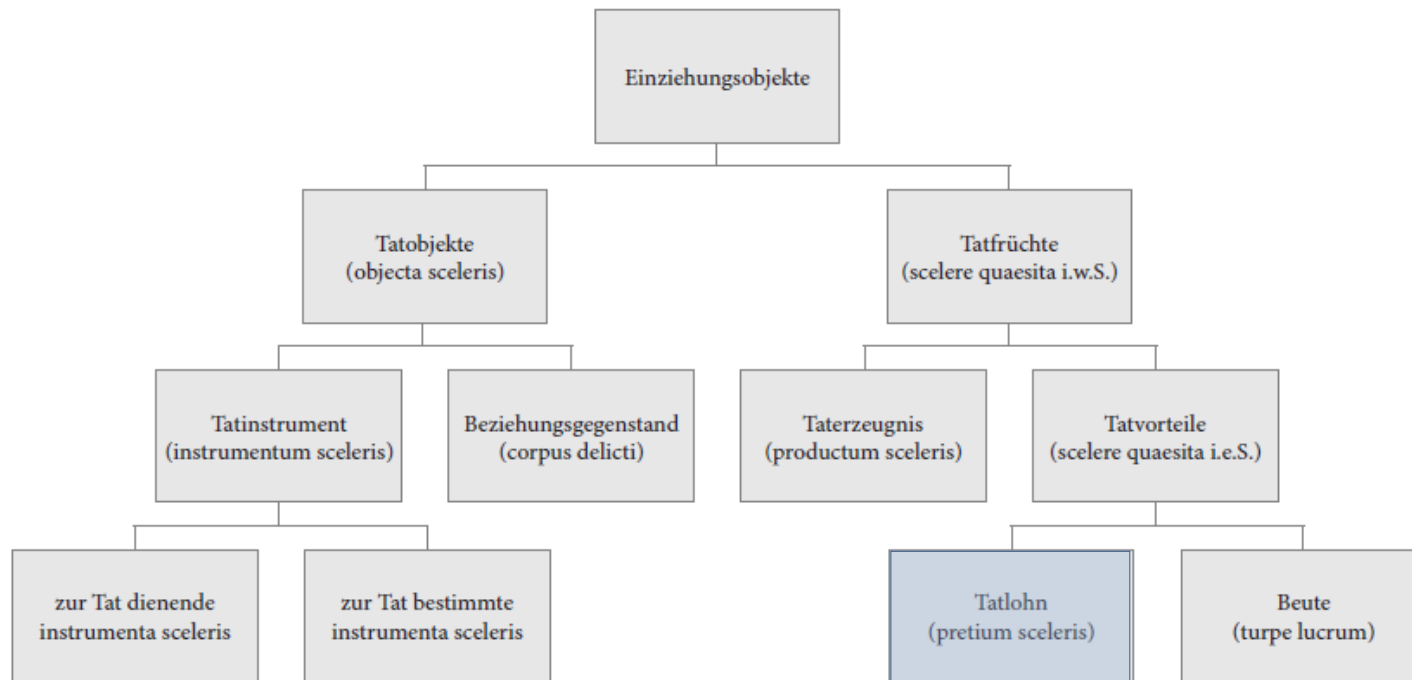 Einziehungsobjekte
Tatobjekte
(objecta sceleris)
Tatfrüchte
(scelere quaesita i.w.S.)
Tatinstrument
(instrumentum sceleris)
Beziehungsgegenstand
(corpus delicti)
Taterzeugnis
(productum sceleris)
Tatvorteile
(scelere quaesita i.e.S.)
zur Tat dienende
instrumenta sceleris
zur Tat bestimmte
instrumenta sceleris
Tatlohn
(pretium sceleris)
Beute
(turpe lucrum)